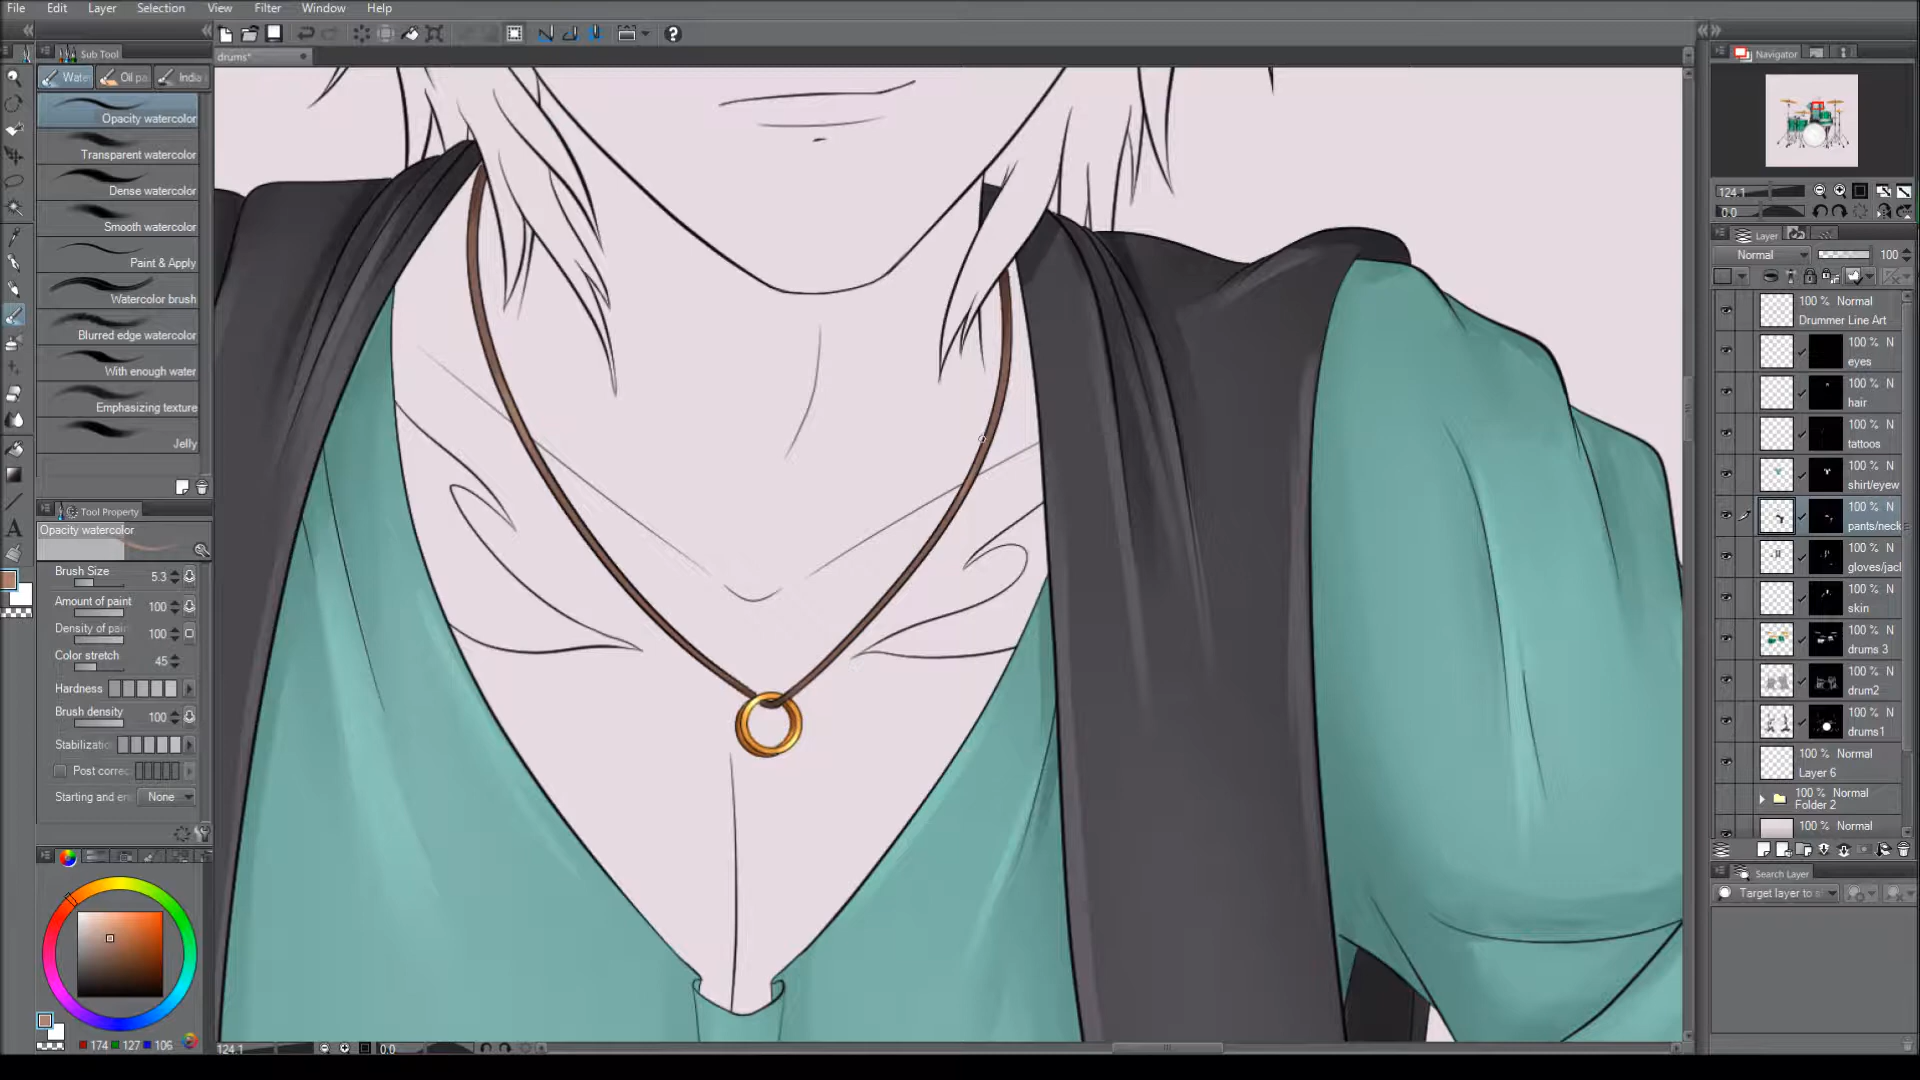 File Edit Layer Selection View Filter Window Help
Sub Tool
drums*
Navigator
Water Oil pa India
Opacity watercolor
Transparent watercolor
Dense watercolor
Smooth watercolor
Paint & Apply
Watercolor brush
Blurred edge watercolor
With enough water
Emphasizing texture
Jelly
Tool Property
Opacity watercolor
Brush Size 5.3
Amount of paint 100
Density of pain 100
Color stretch 45
Hardness
Brush density 100
Stabilizatio
Post correc
Starting and en None
174 127 106
124.1 0.0
124.1
0.0
Layer
Normal 100
100 % Normal
Drummer Line Art
100 % N
eyes
100 % N
hair
100 % N
tattoos
100 % N
shirt/eyew
100 % N
pants/neck
100 % N
gloves/jacl
100 % N
skin
100 % N
drums 3
100 % N
drum2
100 % N
drums1
100 % Normal
Layer 6
100 % Normal
Folder 2
100 % Normal
Search Layer
Target layer to s